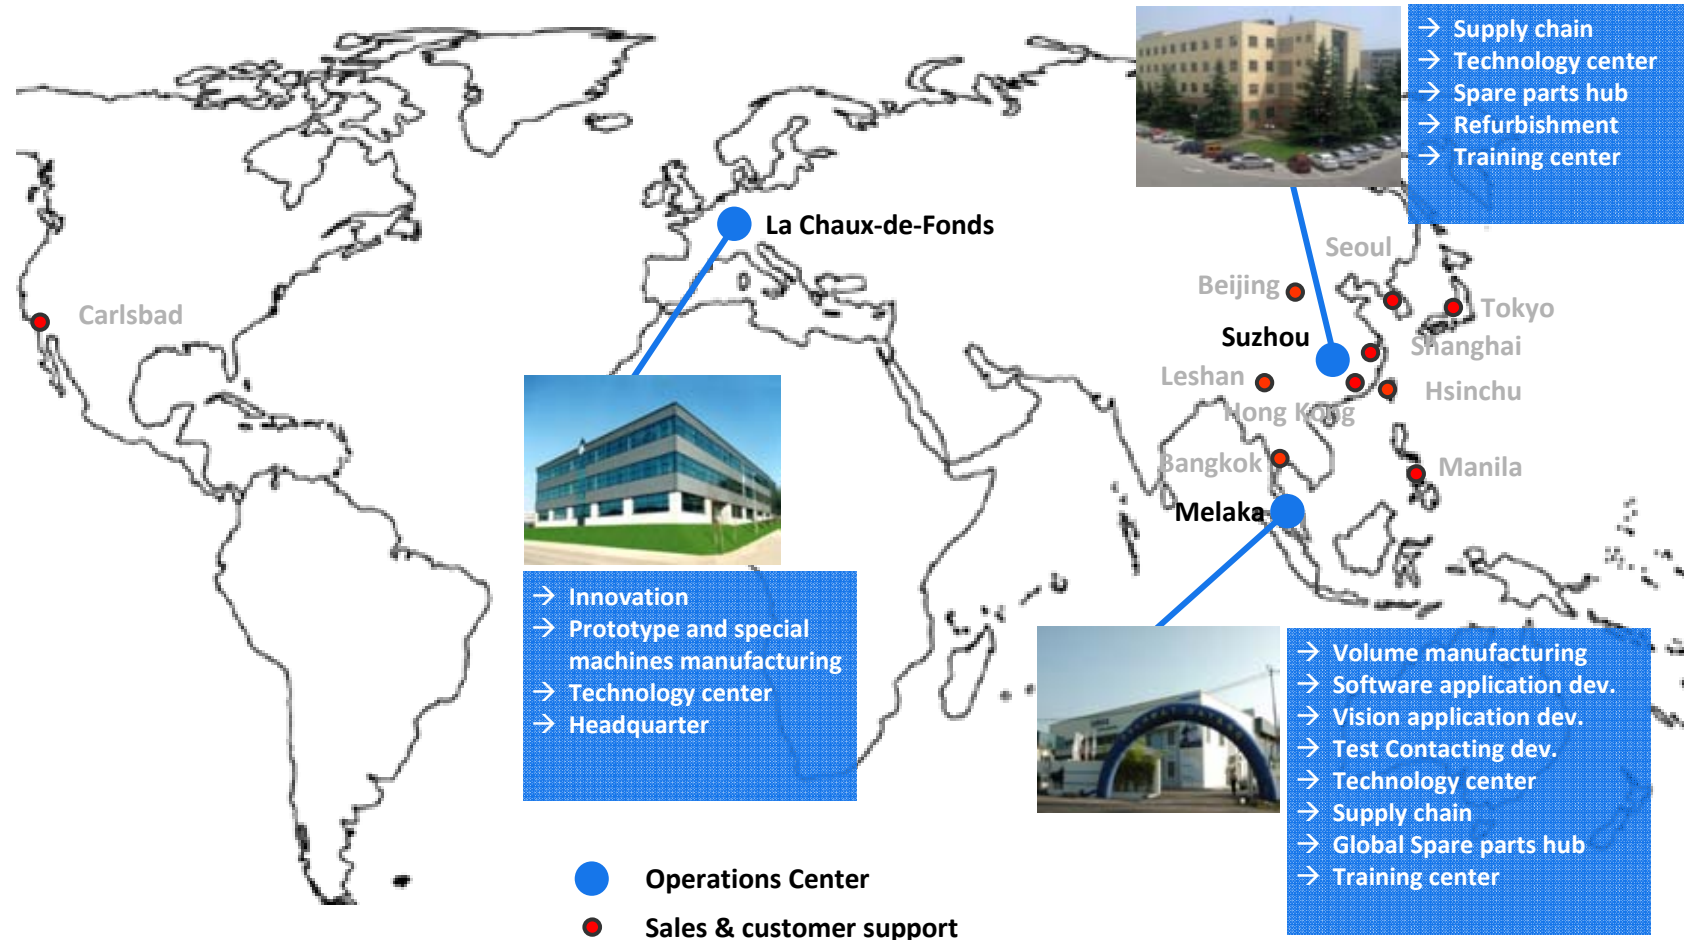 → Supply chain
→ Technology center
→ Spare parts hub
→ Refurbishment
→ Training center
La Chaux-de-Fonds
Seoul
Beijing
Carlsbad
Tokyo
Suzhou
Shanghai
Leshan
Hsinchu
Hong Kong
Bangkok
Manila
Melaka
→ Innovation
→ Prototype and special
machines manufacturing
→ Technology center
→ Headquarter
→ Volume manufacturing
→ Software application dev.
→ Vision application dev.
→ Test Contacting dev.
→ Technology center
→ Supply chain
→ Global Spare parts hub
→ Training center
Operations Center
Sales & customer support